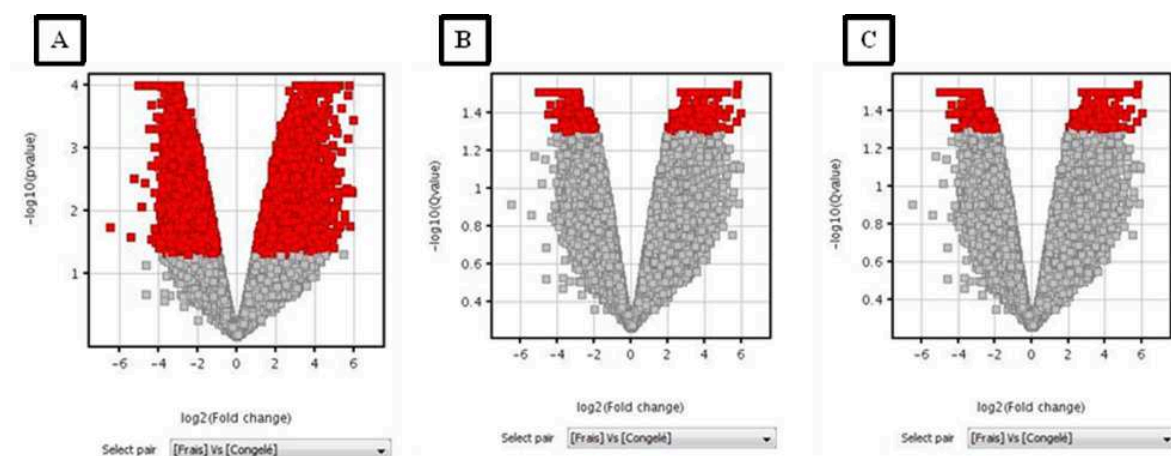 A
-log10(pvalue)
4
3
2
1
-6 -4 -2 0 2 4 6
log2(Fold change)
Select pair [Frais] Vs [Congelé]
B
-log10(Qvalue)
1.4
1.2
1
0.8
0.6
0.4
-6 -4 -2 0 2 4 6
log2(Fold change)
Select pair [Frais] Vs [Congelé]
C
-log10(Qvalue)
1.4
1.2
1
0.8
0.6
0.4
-6 -4 -2 0 2 4 6
log2(Fold change)
Select pair [Frais] Vs [Congelé]